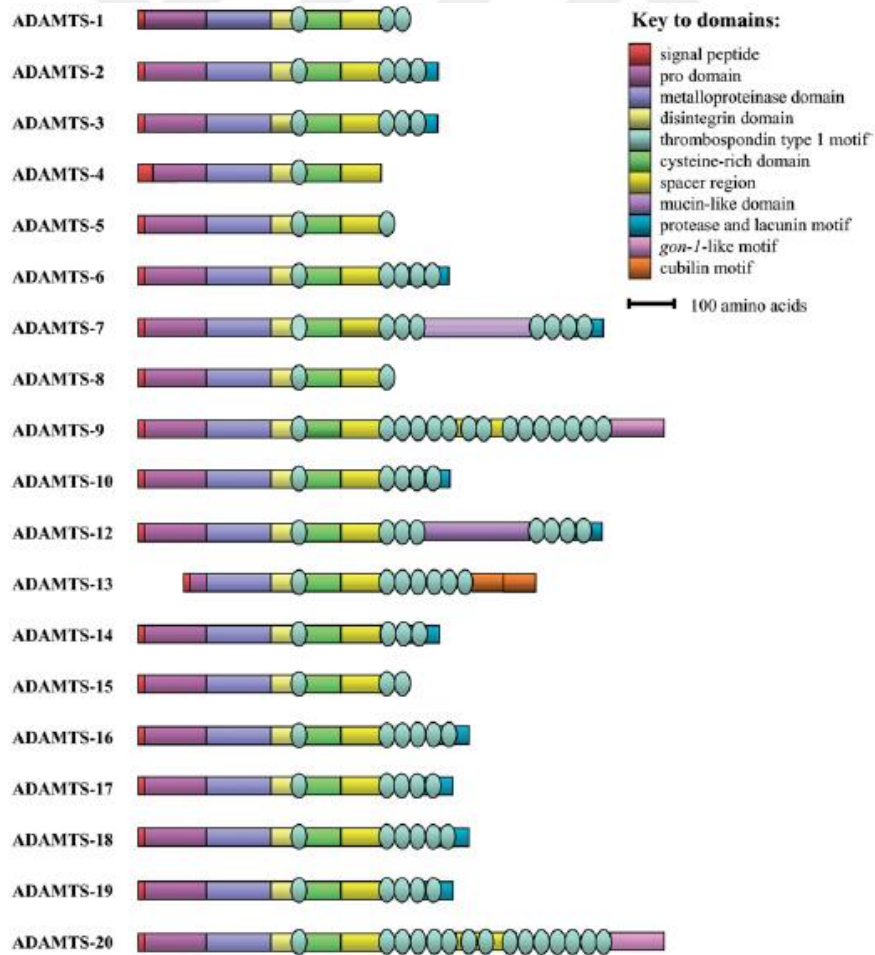 ADAMTS-1
ADAMTS-2
ADAMTS-3
ADAMTS-4
ADAMTS-5
ADAMTS-6
ADAMTS-7
ADAMTS-8
ADAMTS-9
ADAMTS-10
ADAMTS-12
ADAMTS-13
ADAMTS-14
ADAMTS-15
ADAMTS-16
ADAMTS-17
ADAMTS-18
ADAMTS-19
ADAMTS-20
Key to domains:
signal peptide
pro domain
metalloproteinase domain
disintegrin domain
thrombospondin type 1 motif
cysteine-rich domain
spacer region
mucin-like domain
protease and lacunin motif
gon-1-like motif
cubilin motif
100 amino acids